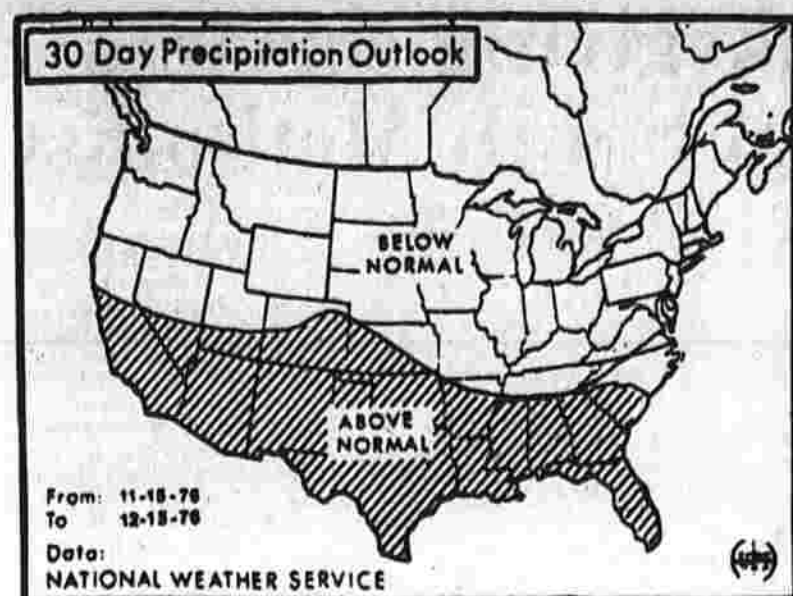 30 Day Precipitation Outlook
BELOW
NORMAL
ABOVE
NORMAL
From: 11-15-76
To 12-15-76
Data:
NATIONAL WEATHER SERVICE